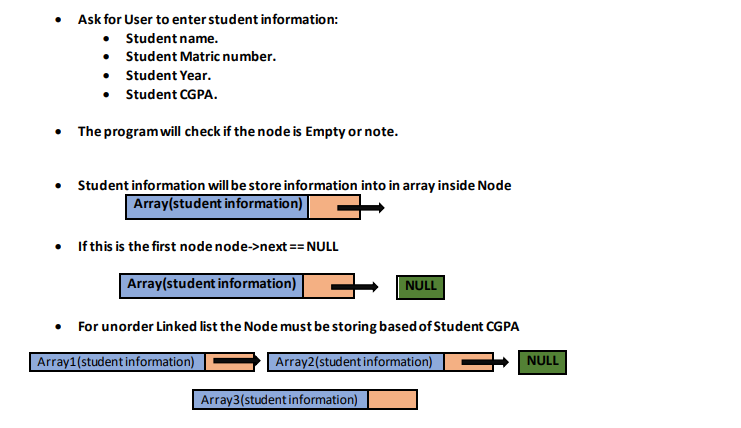 • Ask for User to enter student information:
• Student name.
• Student Matric number.
• Student Year.
• Student CGPA.
• The program will check if the node is Empty or note.
• Student information will be store information into in array inside Node
Array(student information)
• If this is the first node node->next == NULL
Array(student information) NULL
• For unorder Linked list the Node must be storing based of Student CGPA
Array1(student information) Array2(student information) NULL
Array3(student information)